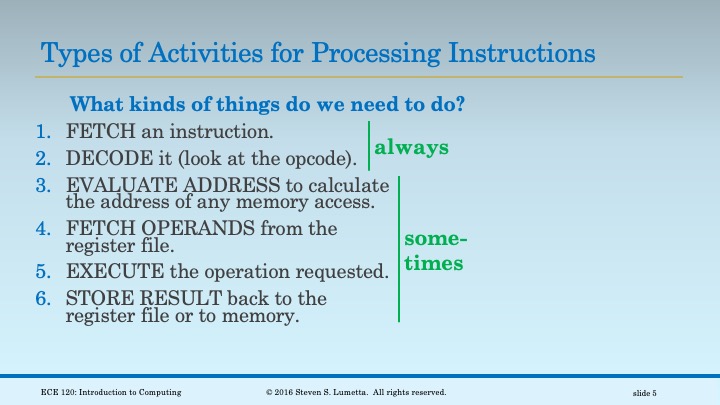 Types of Activities for Processing Instructions
What kinds of things do we need to do?
1. FETCH an instruction.
2. DECODE it (look at the opcode).
always
3. EVALUATE ADDRESS to calculate
the address of any memory access.
4. FETCH OPERANDS from the
register file.
5. EXECUTE the operation requested.
6. STORE RESULT back to the
register file or to memory.
some-
times
ECE 120: Introduction to Computing
© 2016 Steven S. Lumetta. All rights reserved.
slide 5